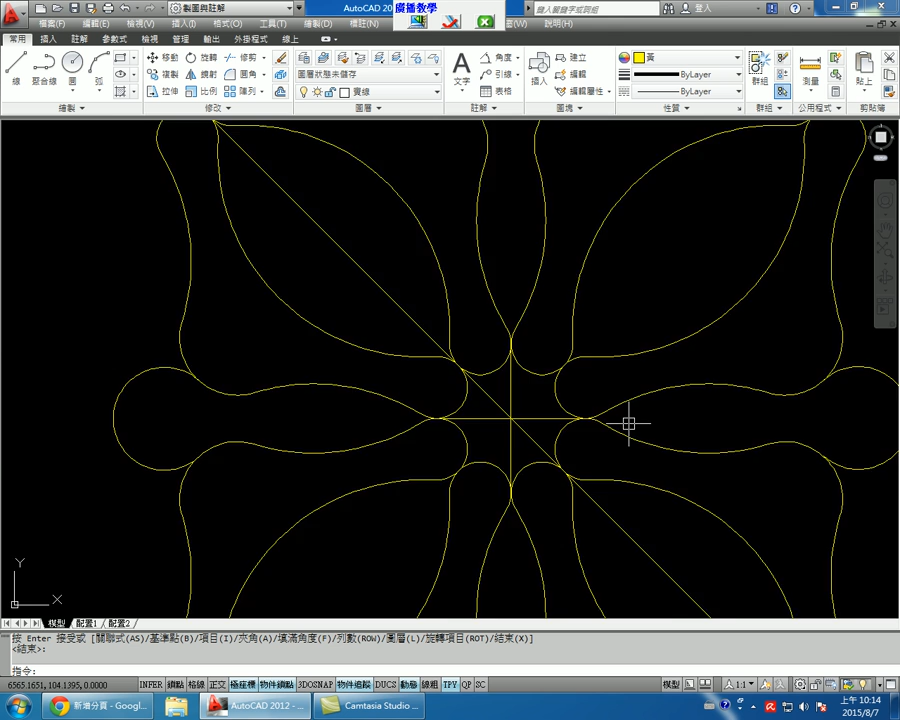 製圖與註解
AutoCAD 20
廣播教學
鍵入關鍵字或詞組
登入
檔案(F) 編輯(E) 檢視(V) 插入(I) 格式(O) 工具(T) 繪製(D) 標註(N) (W) 說明(H)
常用 插入 註解 參數式 檢視 管理 輸出 外掛程式 線上
線 聚合線 圓 弧
移動 旋轉 修剪
複製 鏡射 圓角
拉伸 比例 陣列
圖層狀態未儲存
實線
文字
角度
引線
表格
插入
建立
編輯
編輯屬性
黃
ByLayer
ByLayer
群組
測量
貼上
繪製 修改 圖層 註解 圖塊 性質 群組 公用程式 剪貼簿
Y
X
模型 配置1 配置2
按 Enter 接受或 [關聯式(AS)/基準點(B)/項目(I)/夾角(A)/填滿角度(F)/列數(ROW)/圖層(L)/旋轉項目(ROT)/結束(X)]
<結束>:
指令:
6565.1651, 104.1395, 0.0000
INFER 鎖點 格線 正交 極座標 物件鎖點 3DOSNAP 物件追蹤 DUCS 動態 線粗 TPY QP SC
模型
1:1
新增分頁 - Googl...
AutoCAD 2012 - ...
Camtasia Studio ...
上午 10:14
2015/8/7